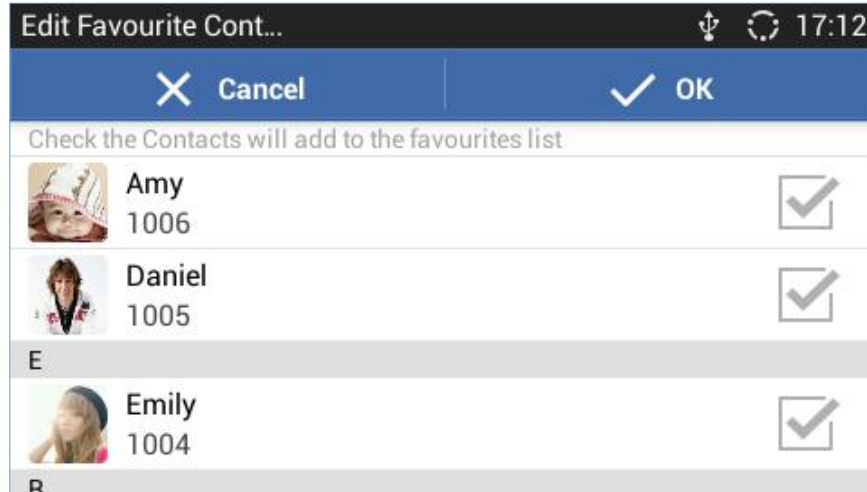 Edit Favourite Cont... 17:12
Cancel OK
Check the Contacts will add to the favourites list
Amy
1006
Daniel
1005
E
Emily
1004